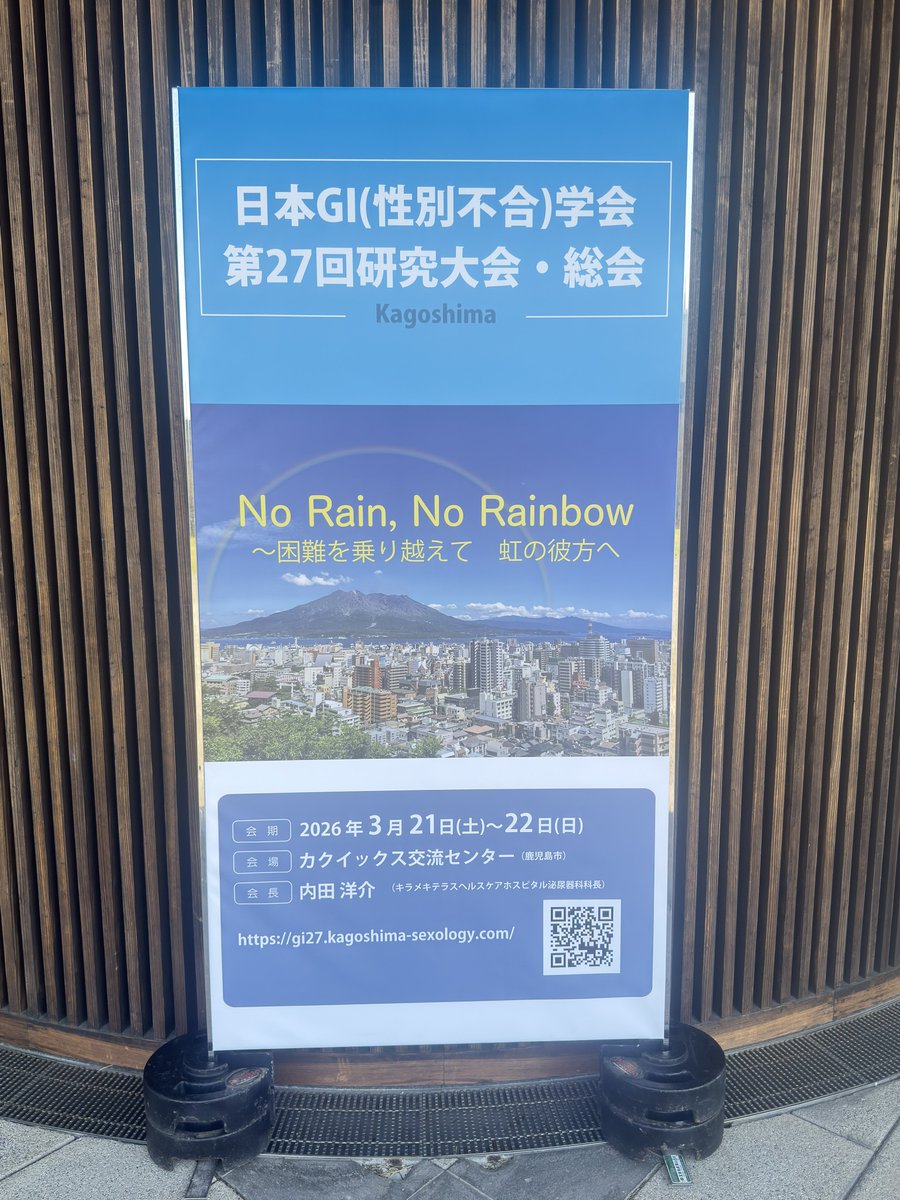 日本GI(性別不合)学会
第27回研究大会・総会
Kagoshima
No Rain, No Rainbow
～困難を乗り越えて　虹の彼方へ
会 期 2026年3月21日(土)～22日(日)
会 場 カクイックス交流センター（鹿児島市）
会 長 内田 洋介 （キラメキテラスヘルスケアホスピタル泌尿器科科長）
https://gi27.kagoshima-sexology.com/